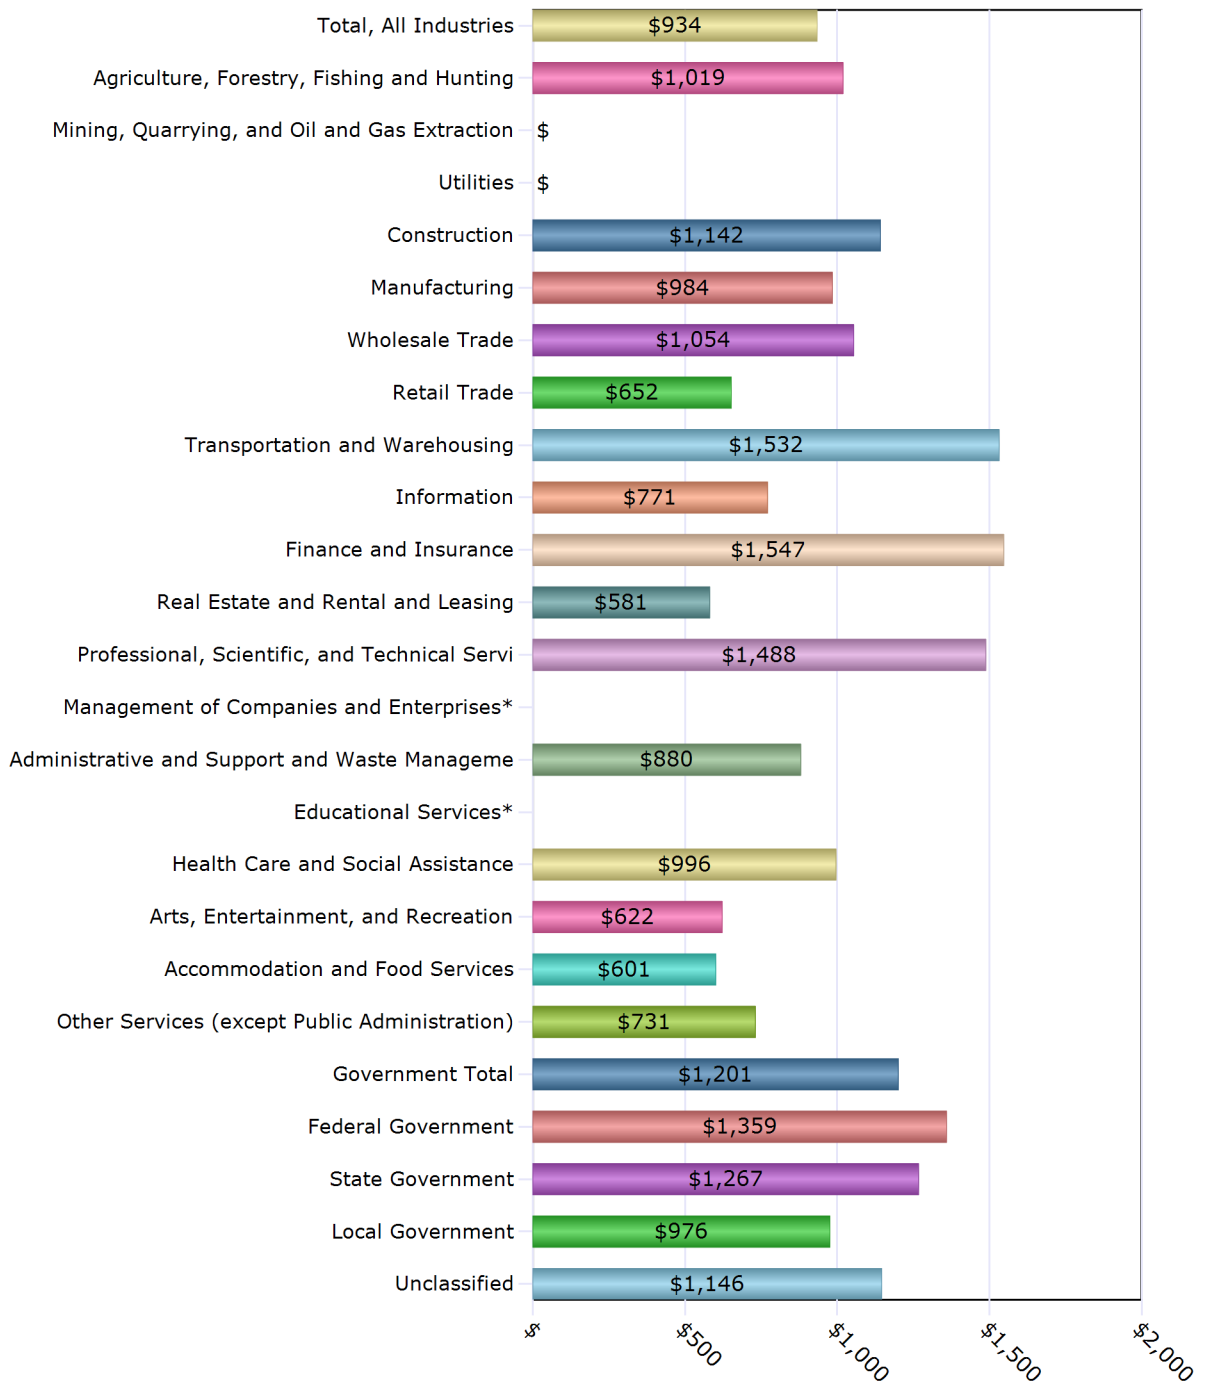 Total, All Industries $934
Agriculture, Forestry, Fishing and Hunting $1,019
Mining, Quarrying, and Oil and Gas Extraction $
Utilities $
Construction $1,142
Manufacturing $984
Wholesale Trade $1,054
Retail Trade $652
Transportation and Warehousing $1,532
Information $771
Finance and Insurance $1,547
Real Estate and Rental and Leasing $581
Professional, Scientific, and Technical Servi $1,488
Management of Companies and Enterprises*
Administrative and Support and Waste Manageme $880
Educational Services*
Health Care and Social Assistance $996
Arts, Entertainment, and Recreation $622
Accommodation and Food Services $601
Other Services (except Public Administration) $731
Government Total $1,201
Federal Government $1,359
State Government $1,267
Local Government $976
Unclassified $1,146
$ $500 $1,000 $1,500 $2,000